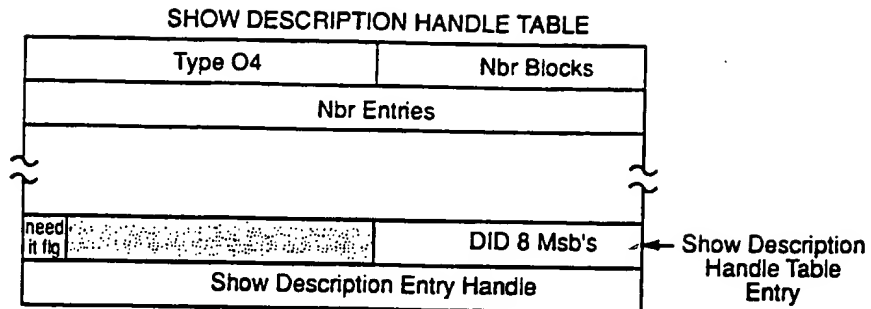 SHOW DESCRIPTION HANDLE TABLE
Type O4 Nbr Blocks
Nbr Entries
need
it flg
DID 8 Msb's
Show Description Entry Handle
Show Description
Handle Table
Entry